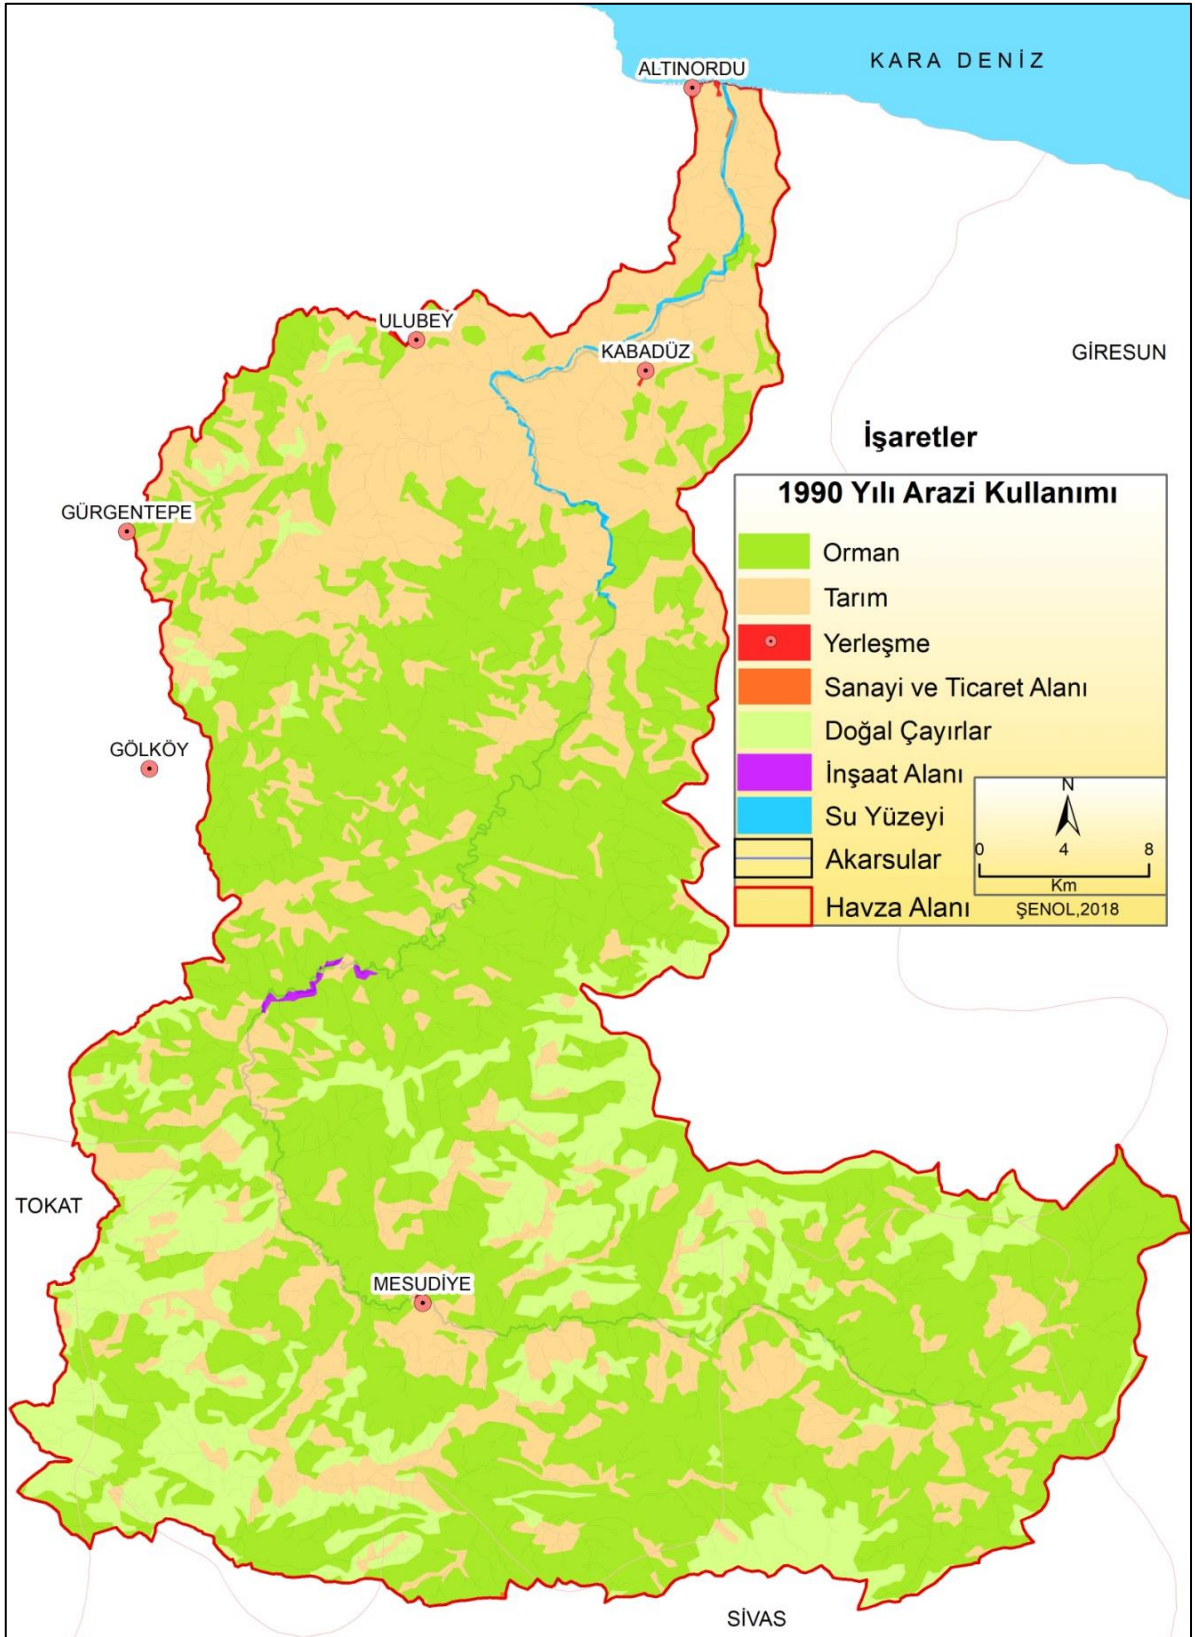 KARA DENİZ
ALTINORDU
ULUBEY
KABADÜZ
GİRESUN
GÜRGENTEPE
GÖLKÖY
TOKAT
MESUDİYE
SİVAS
İşaretler
1990 Yılı Arazi Kullanımı
Orman
Tarım
Yerleşme
Sanayi ve Ticaret Alanı
Doğal Çayırlar
İnşaat Alanı
Su Yüzeyi
Akarsular
Havza Alanı
N
0 4 8
Km
ŞENOL,2018